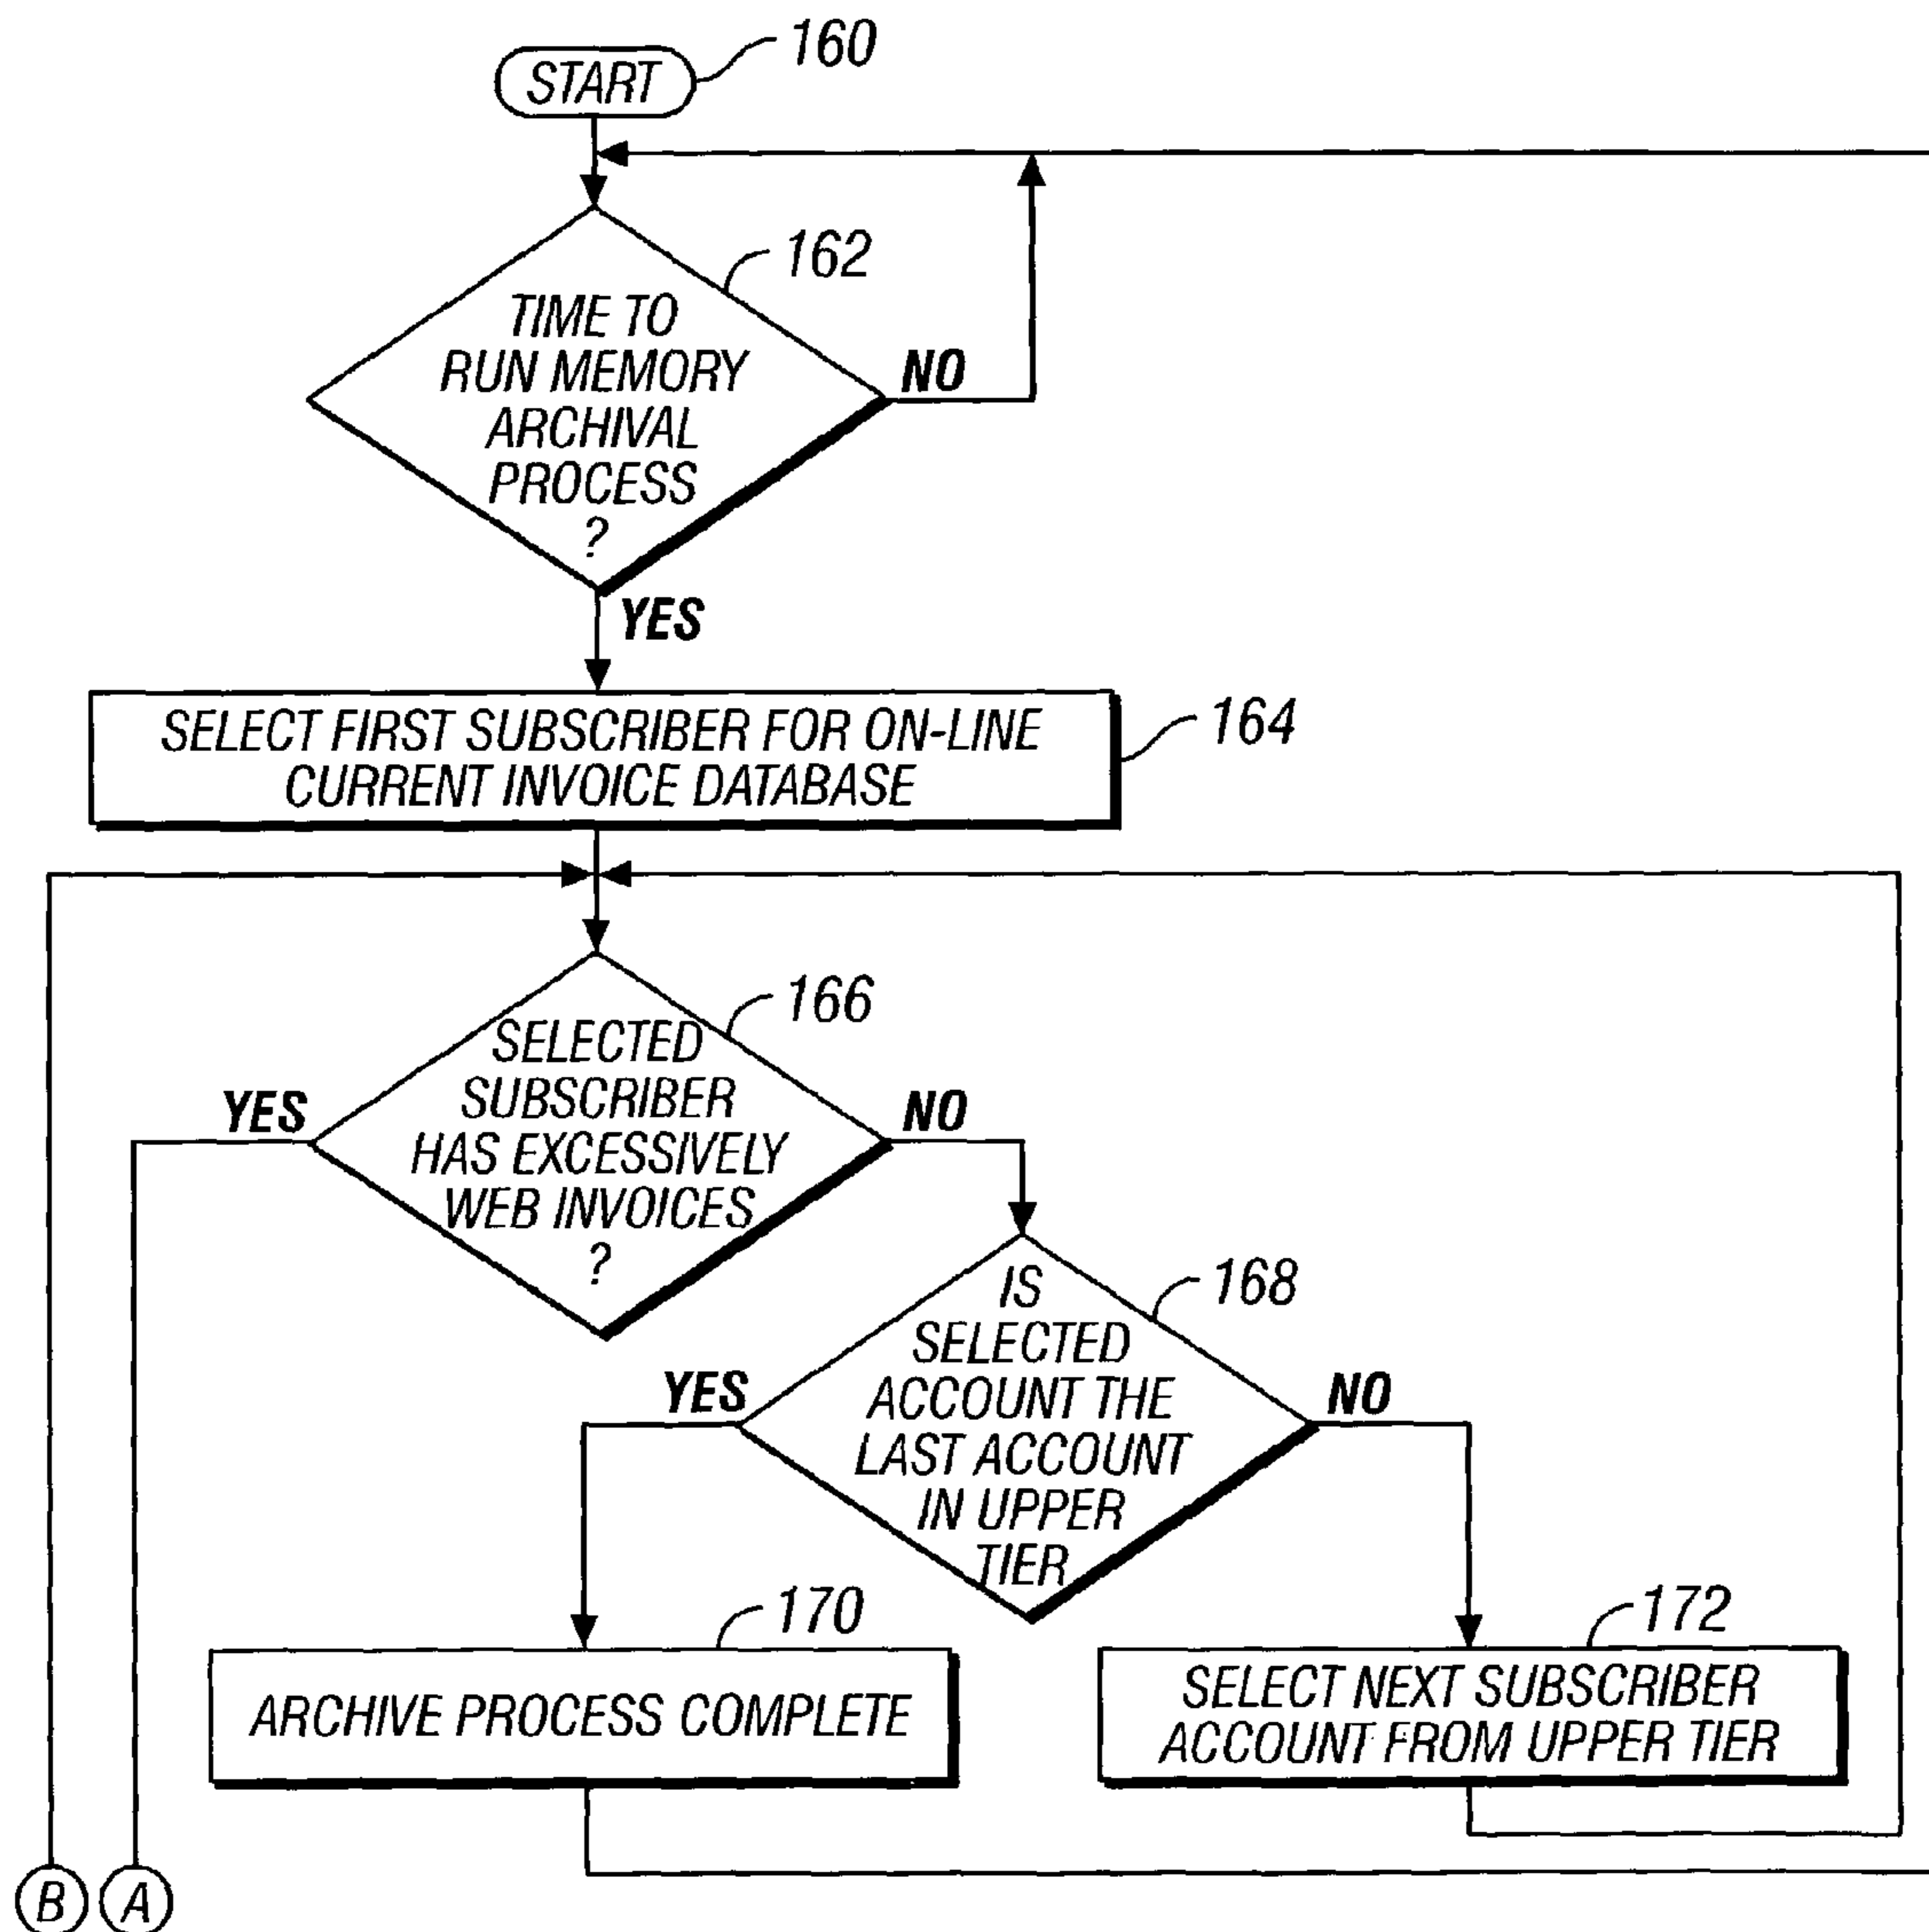 START
160
162
TIME TO
RUN MEMORY
ARCHIVAL
PROCESS
?
NO
YES
SELECT FIRST SUBSCRIBER FOR ON-LINE
CURRENT INVOICE DATABASE
164
166
SELECTED
SUBSCRIBER
HAS EXCESSIVELY
WEB INVOICES
?
YES
NO
168
IS
SELECTED
ACCOUNT THE
LAST ACCOUNT
IN UPPER
TIER
YES
NO
170
ARCHIVE PROCESS COMPLETE
172
SELECT NEXT SUBSCRIBER
ACCOUNT FROM UPPER TIER
B
A